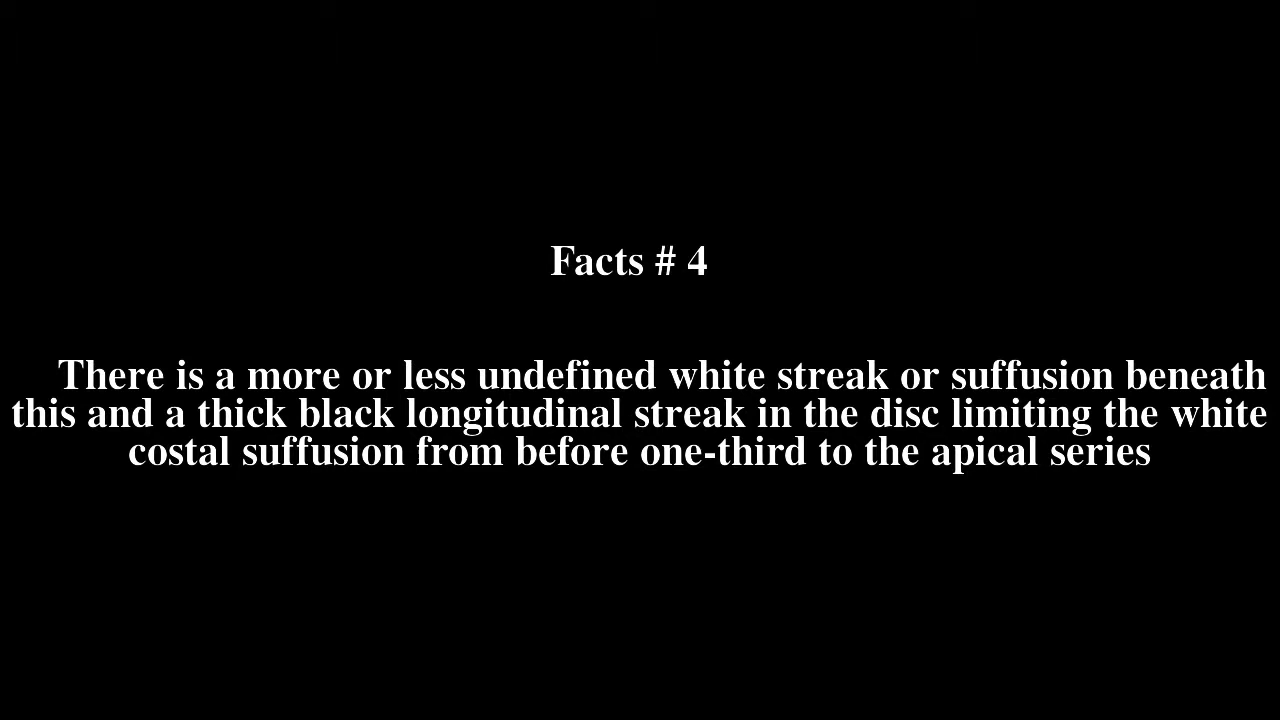 Facts # 4
There is a more or less undefined white streak or suffusion beneath
this and a thick black longitudinal streak in the disc limiting the white
costal suffusion from before one-third to the apical series